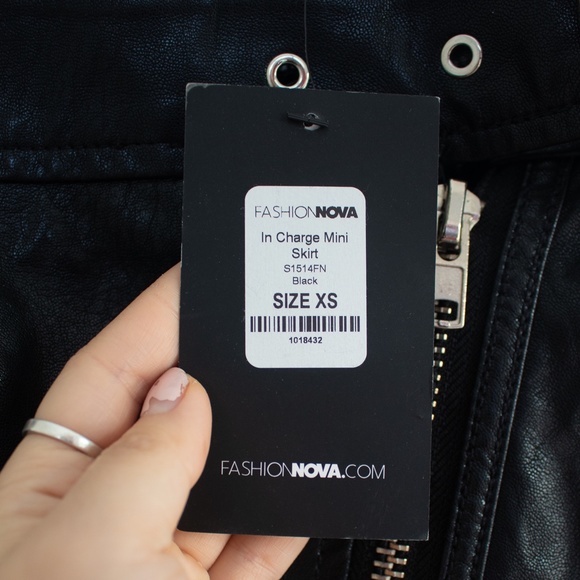 FASHIONNOVA
In Charge Mini
Skirt
S1514FN
Black
SIZE XS
1018432
FASHIONNOVA.COM